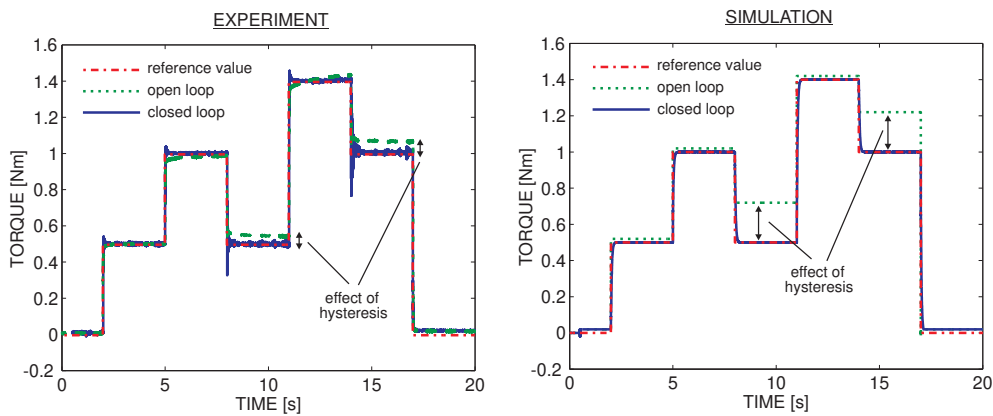 EXPERIMENT
1.6
1.4
1.2
1
0.8
0.6
0.4
0.2
0
-0.2
TORQUE [Nm]
reference value
open loop
closed loop
effect of
hysteresis
0
5
10
15
20
TIME [s]
SIMULATION
1.6
1.4
1.2
1
0.8
0.6
0.4
0.2
0
-0.2
TORQUE [Nm]
reference value
open loop
closed loop
effect of
hysteresis
0
5
10
15
20
TIME [s]